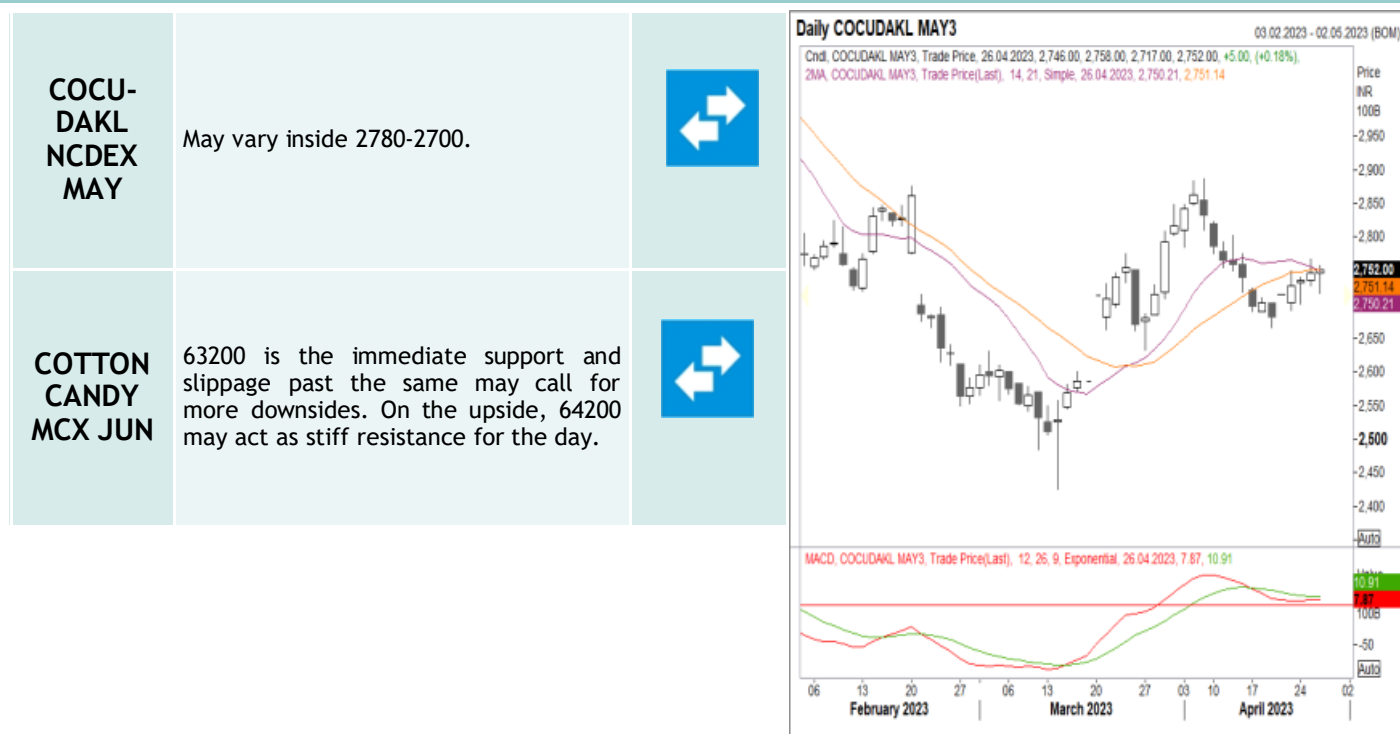 COCU-
DAKL
NCDEX
MAY
May vary inside 2780-2700.
COTTON
CANDY
MCX JUN
63200 is the immediate support and
slippage past the same may call for
more downsides. On the upside, 64200
may act as stiff resistance for the day.
Daily COCUDAKL MAY3
03.02.2023 - 02.05.2023 (BOM)
Cndl, COCUDAKL MAY3, Trade Price, 26.04.2023, 2,746.00, 2,758.00, 2,717.00, 2,752.00, +5.00, (+0.18%),
2MA, COCUDAKL MAY3, Trade Price(Last), 14, 21, Simple, 26.04.2023, 2,750.21, 2,751.14
Price
INR
100B
2,950
2,900
2,850
2,800
2,752.00
2,751.14
2,750.21
2,650
2,600
2,550
2,500
2,450
2,400
Auto
MACD, COCUDAKL MAY3, Trade Price(Last), 12, 26, 9, Exponential, 26.04.2023, 7.87, 10.91
10.91
7.87
100B
-50
Auto
06 13 20 27 06 13 20 27 03 10 17 24 02
February 2023 March 2023 April 2023